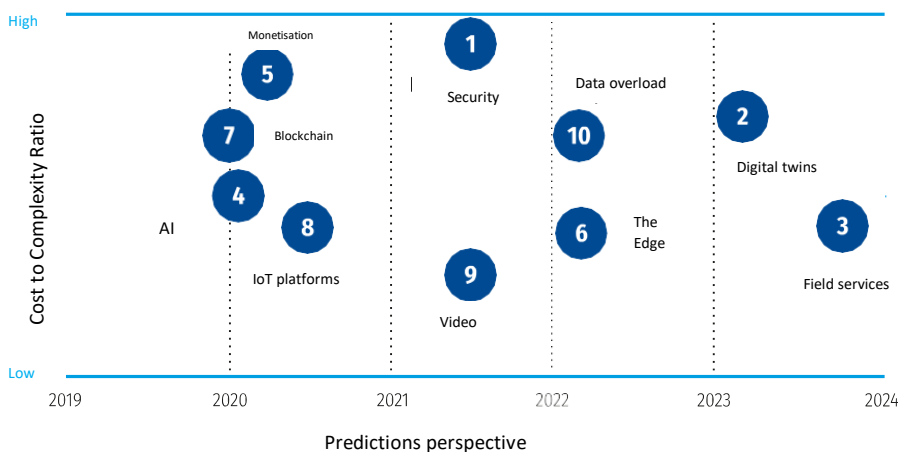 High
Monetisation
1
5
Security
Data overload
2
7
Blockchain
10
Digital twins
4
AI
8
6
The
Edge
3
IoT platforms
9
Field services
Video
Cost to Complexity Ratio
Low
2019
2020
2021
2022
2023
2024
Predictions perspective